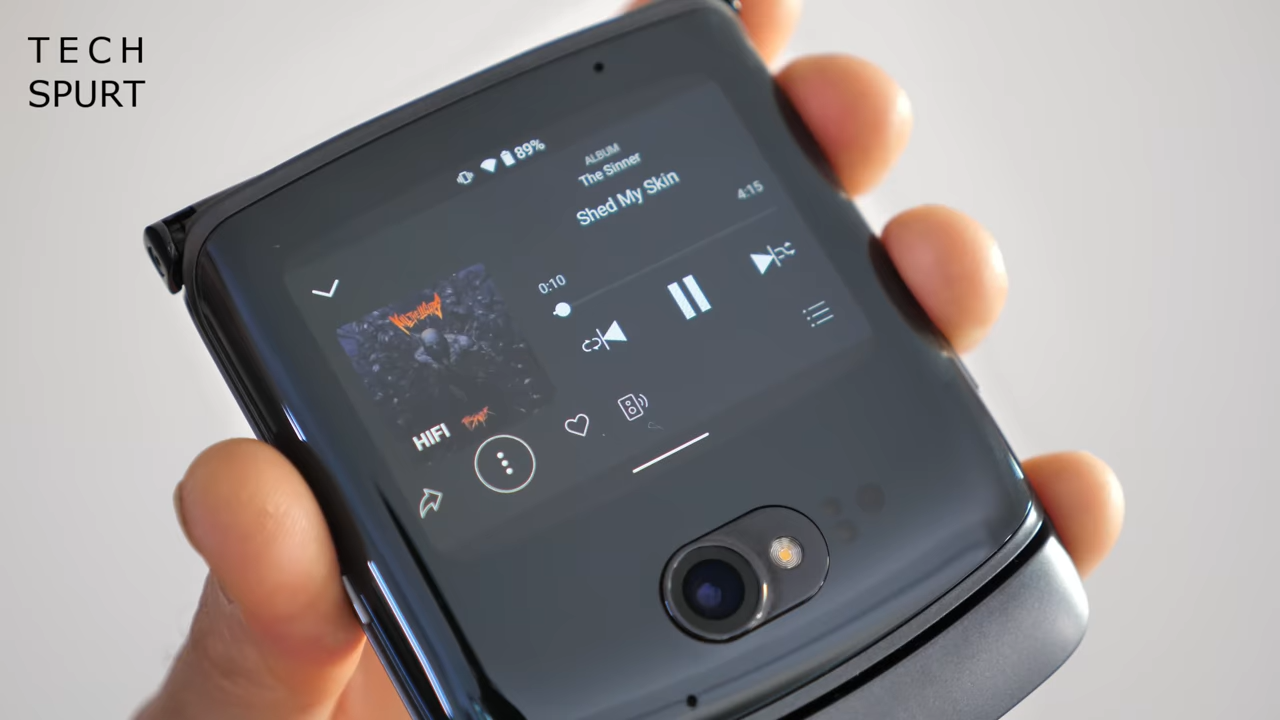 TECH
SPURT
89%
ALBUM
The Sinner
Shed My Skin
4:15
0:10
HIFI